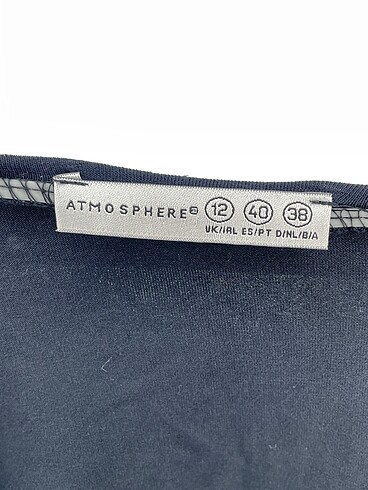 ATMOSPHERE® 12 40 38
UK/IRL ES/PT D/NL/B/A